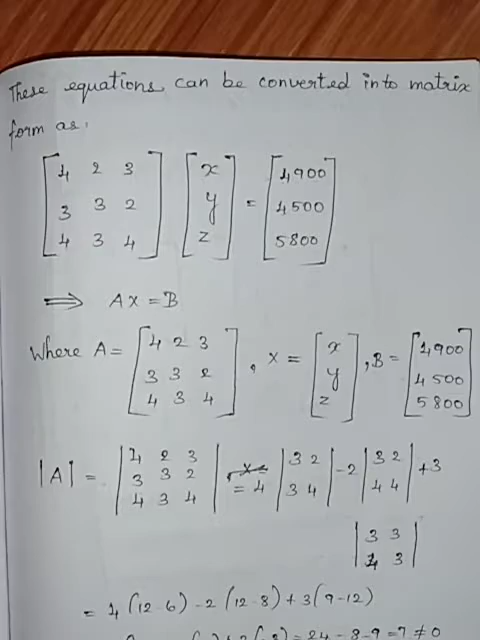 These equations can be converted into matrix
form as.
[4 2 3
3 3 2
4 3 4] [x
y
z] = [4900
4500
5800]
⟹ AX = B
Where A = [4 2 3
3 3 2
4 3 4], X = [x
y
z], B = [4900
4500
5800]
|A| = |4 2 3
3 3 2
4 3 4| = 4 |3 2
3 4| -2 |3 2
4 4| +3
|3 3
4 3|
= 4(12-6) -2(12-8) +3(9-12)
= 24 -8 -9 = 7 ≠ 0